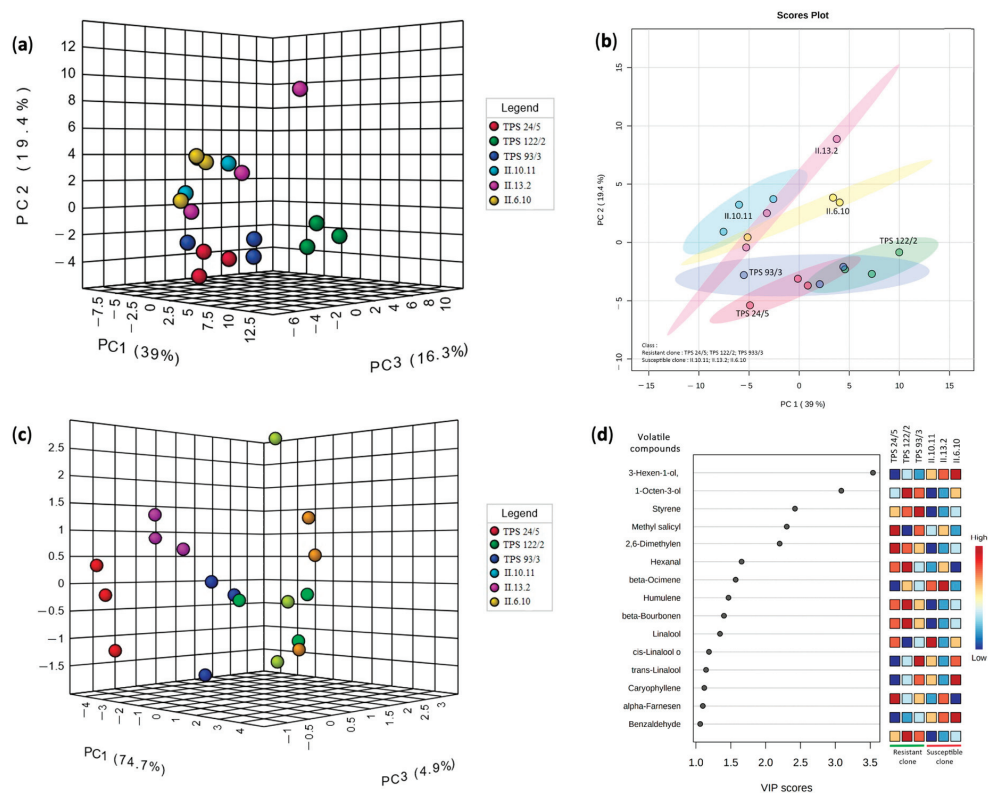 (a)
PC 2 (19.4 %)
12
10
8
6
4
2
0
−2
−4
−7.5
−5
−2.5
0
2.5
5
7.5
10
12.5
PC1 (39%)
−6
−4
−2
0
2
4
6
8
10
PC3 (16.3%)
Legend
TPS 24/5
TPS 122/2
TPS 93/3
II.10.11
II.13.2
II.6.10
(b)
Scores Plot
PC 2 ( 19.4 %)
15
10
5
0
−5
−10
II.13.2
II.10.11
II.6.10
TPS 122/2
TPS 93/3
TPS 24/5
Class :
Resistant clone : TPS 24/5; TPS 122/2; TPS 933/3
Susceptible clone : II.10.11; II.13.2; II.6.10
−15
−10
−5
0
5
10
15
PC 1 ( 39 %)
(c)
2.5
2
1.5
1
0.5
0
−0.5
−1
−1.5
−4
−3
−2
−1
0
1
2
3
4
PC1 (74.7%)
−1
−0.5
0
0.5
1
1.5
2
2.5
3
PC3 (4.9%)
Legend
TPS 24/5
TPS 122/2
TPS 93/3
II.10.11
II.13.2
II.6.10
(d)
Volatile
compounds
TPS 24/5
TPS 122/2
TPS 93/3
II.10.11
II.13.2
II.6.10
3-Hexen-1-ol,
1-Octen-3-ol
Styrene
Methyl salicyl
2,6-Dimethylen
Hexanal
beta-Ocimene
Humulene
beta-Bourbonen
Linalool
cis-Linalool o
trans-Linalool
Caryophyllene
alpha-Farnesen
Benzaldehyde
High
Low
Resistant
clone
Susceptible
clone
1.0
1.5
2.0
2.5
3.0
3.5
VIP scores